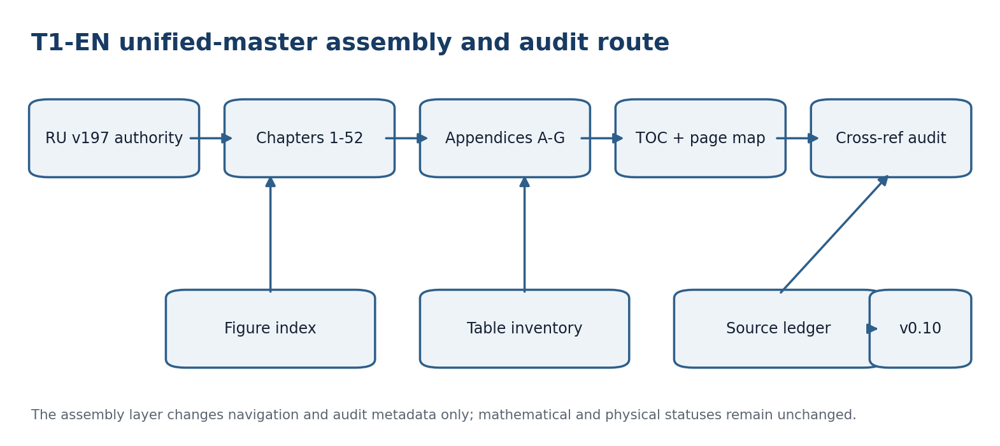 T1-EN unified-master assembly and audit route
RU v197 authority
Chapters 1-52
Appendices A-G
TOC + page map
Cross-ref audit
Figure index
Table inventory
Source ledger
v0.10
The assembly layer changes navigation and audit metadata only; mathematical and physical statuses remain unchanged.